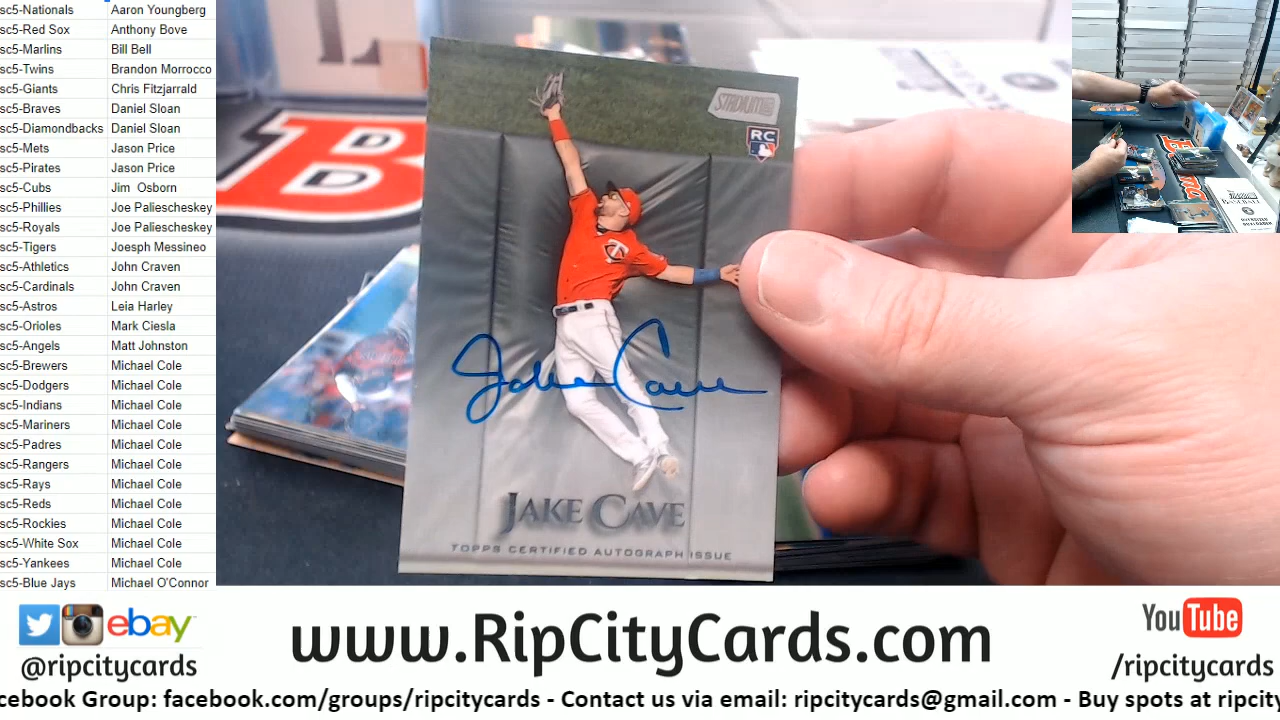 sc5-Nationals Aaron Youngberg
sc5-Red Sox Anthony Bove
sc5-Marlins Bill Bell
sc5-Twins Brandon Morrocco
sc5-Giants Chris Fitzjarrald
sc5-Braves Daniel Sloan
sc5-Diamondbacks Daniel Sloan
sc5-Mets Jason Price
sc5-Pirates Jason Price
sc5-Cubs Jim Osborn
sc5-Phillies Joe Paliescheskey
sc5-Royals Joe Paliescheskey
sc5-Tigers Joesph Messineo
sc5-Athletics John Craven
sc5-Cardinals John Craven
sc5-Astros Leia Harley
sc5-Orioles Mark Ciesla
sc5-Angels Matt Johnston
sc5-Brewers Michael Cole
sc5-Dodgers Michael Cole
sc5-Indians Michael Cole
sc5-Mariners Michael Cole
sc5-Padres Michael Cole
sc5-Rangers Michael Cole
sc5-Rays Michael Cole
sc5-Reds Michael Cole
sc5-Rockies Michael Cole
sc5-White Sox Michael Cole
sc5-Yankees Michael Cole
sc5-Blue Jays Michael O'Connor
STADIUM
RC
Jake Cave
JAKE CAVE
TOPPS CERTIFIED AUTOGRAPH ISSUE
ebay
@ripcitycards
www.RipCityCards.com
YouTube
/ripcitycards
cebook Group: facebook.com/groups/ripcitycards - Contact us via email: ripcitycards@gmail.com - Buy spots at ripcity